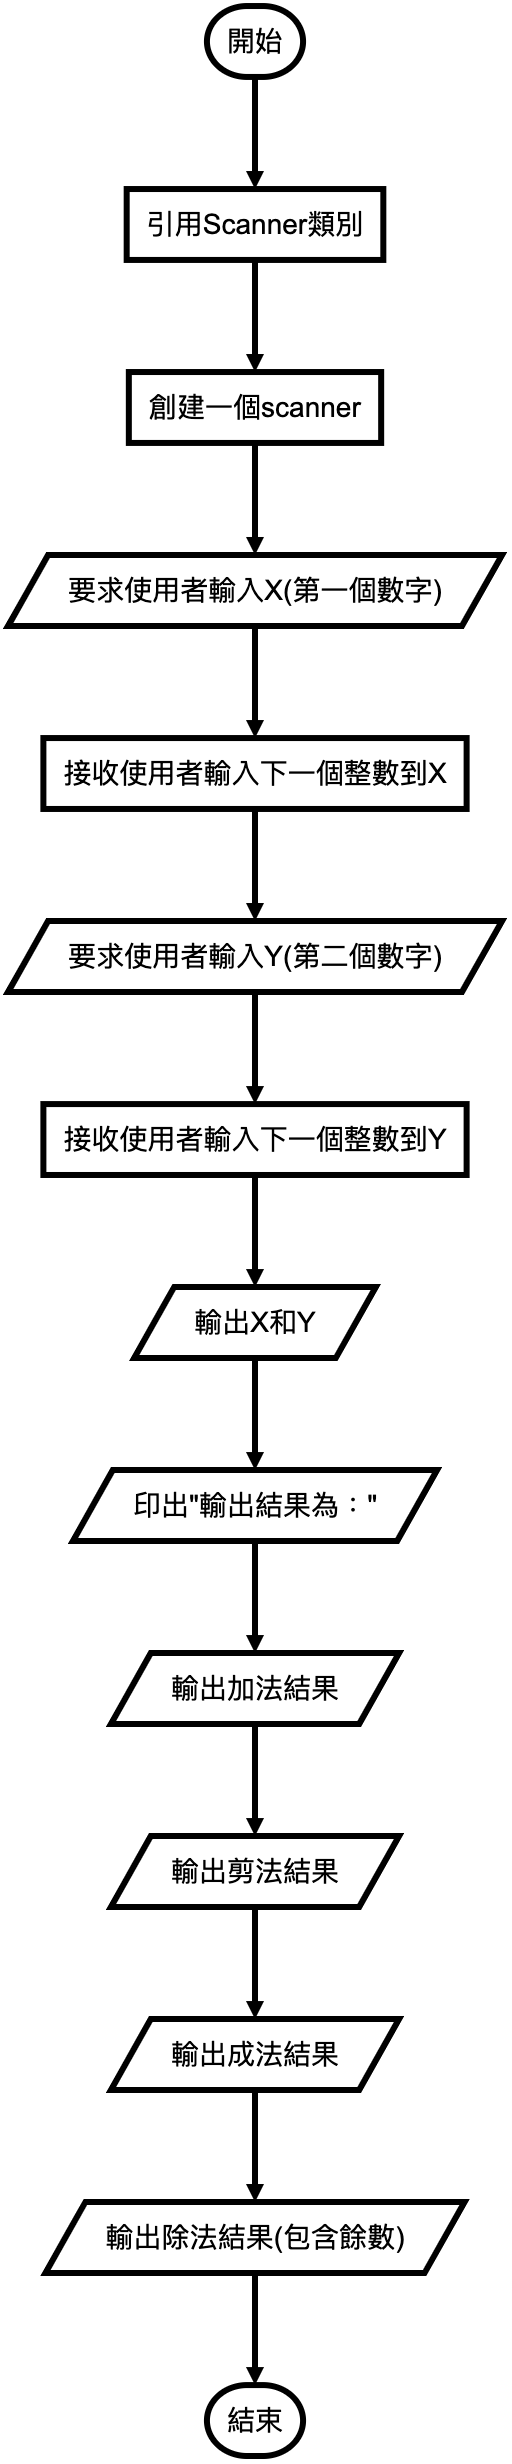 開始
引用Scanner類別
創建一個scanner
要求使用者輸入X(第一個數字)
接收使用者輸入下一個整數到X
要求使用者輸入Y(第二個數字)
接收使用者輸入下一個整數到Y
輸出X和Y
印出"輸出結果為："
輸出加法結果
輸出剪法結果
輸出成法結果
輸出除法結果(包含餘數)
結束